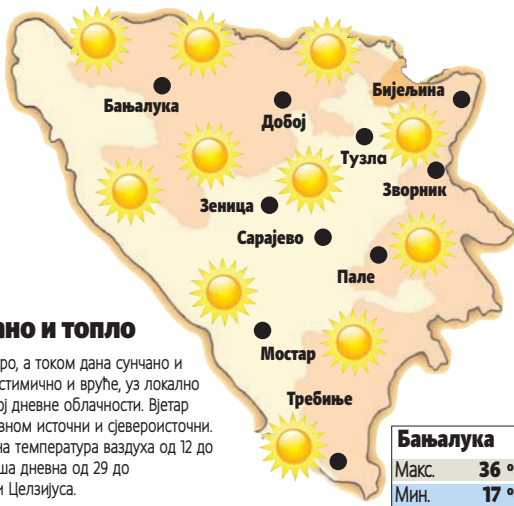 Бањалука
Добој
Бијељина
Тузла
Зворник
Зеница
Сарајево
Пале
Мостар
Требиње
ано и топло
ро, а током дана сунчано и
стимично и вруће, уз локално
ој дневне облачности. Вјетар
вном источни и сјевероисточни.
на температура ваздуха од 12 до
ша дневна од 29 до
и Целзијуса.
Бањалука
Макс. 36 °
Мин. 17 °